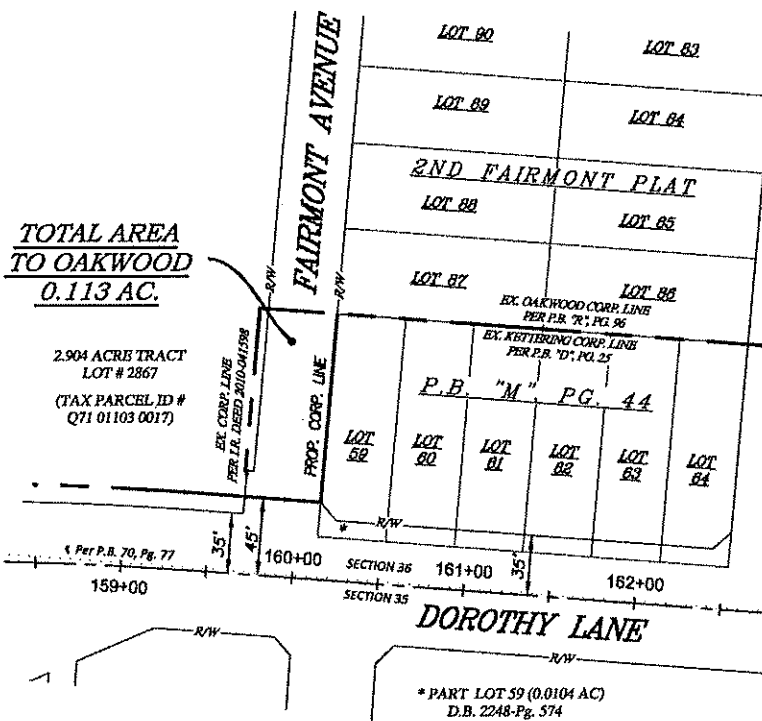 FAIRMONT AVENUE
LOT 90
LOT 83
LOT 89
LOT 84
2ND FAIRMONT PLAT
LOT 88
LOT 85
LOT 87
LOT 86
TOTAL AREA
TO OAKWOOD
0.113 AC.
R/W
R/W
EX. OAKWOOD CORP. LINE
PER P.B. "R", PG. 96
EX. KETTERING CORP. LINE
PER P.B. "D", PG. 25
2.904 ACRE TRACT
LOT # 2867
(TAX PARCEL ID #
Q71 01103 0017)
EX. CORP. LINE
PER I.R. DEED 2010-041598
PROP. CORP. LINE
P.B. "M" PG. 44
LOT
59
LOT
60
LOT
61
LOT
62
LOT
63
LOT
64
* R/W
35'
45'
35'
Per P.B. 70, Pg. 77
159+00
160+00
SECTION 36
161+00
162+00
SECTION 35
DOROTHY LANE
R/W
R/W
* PART LOT 59 (0.0104 AC)
D.B. 2248-Pg. 574